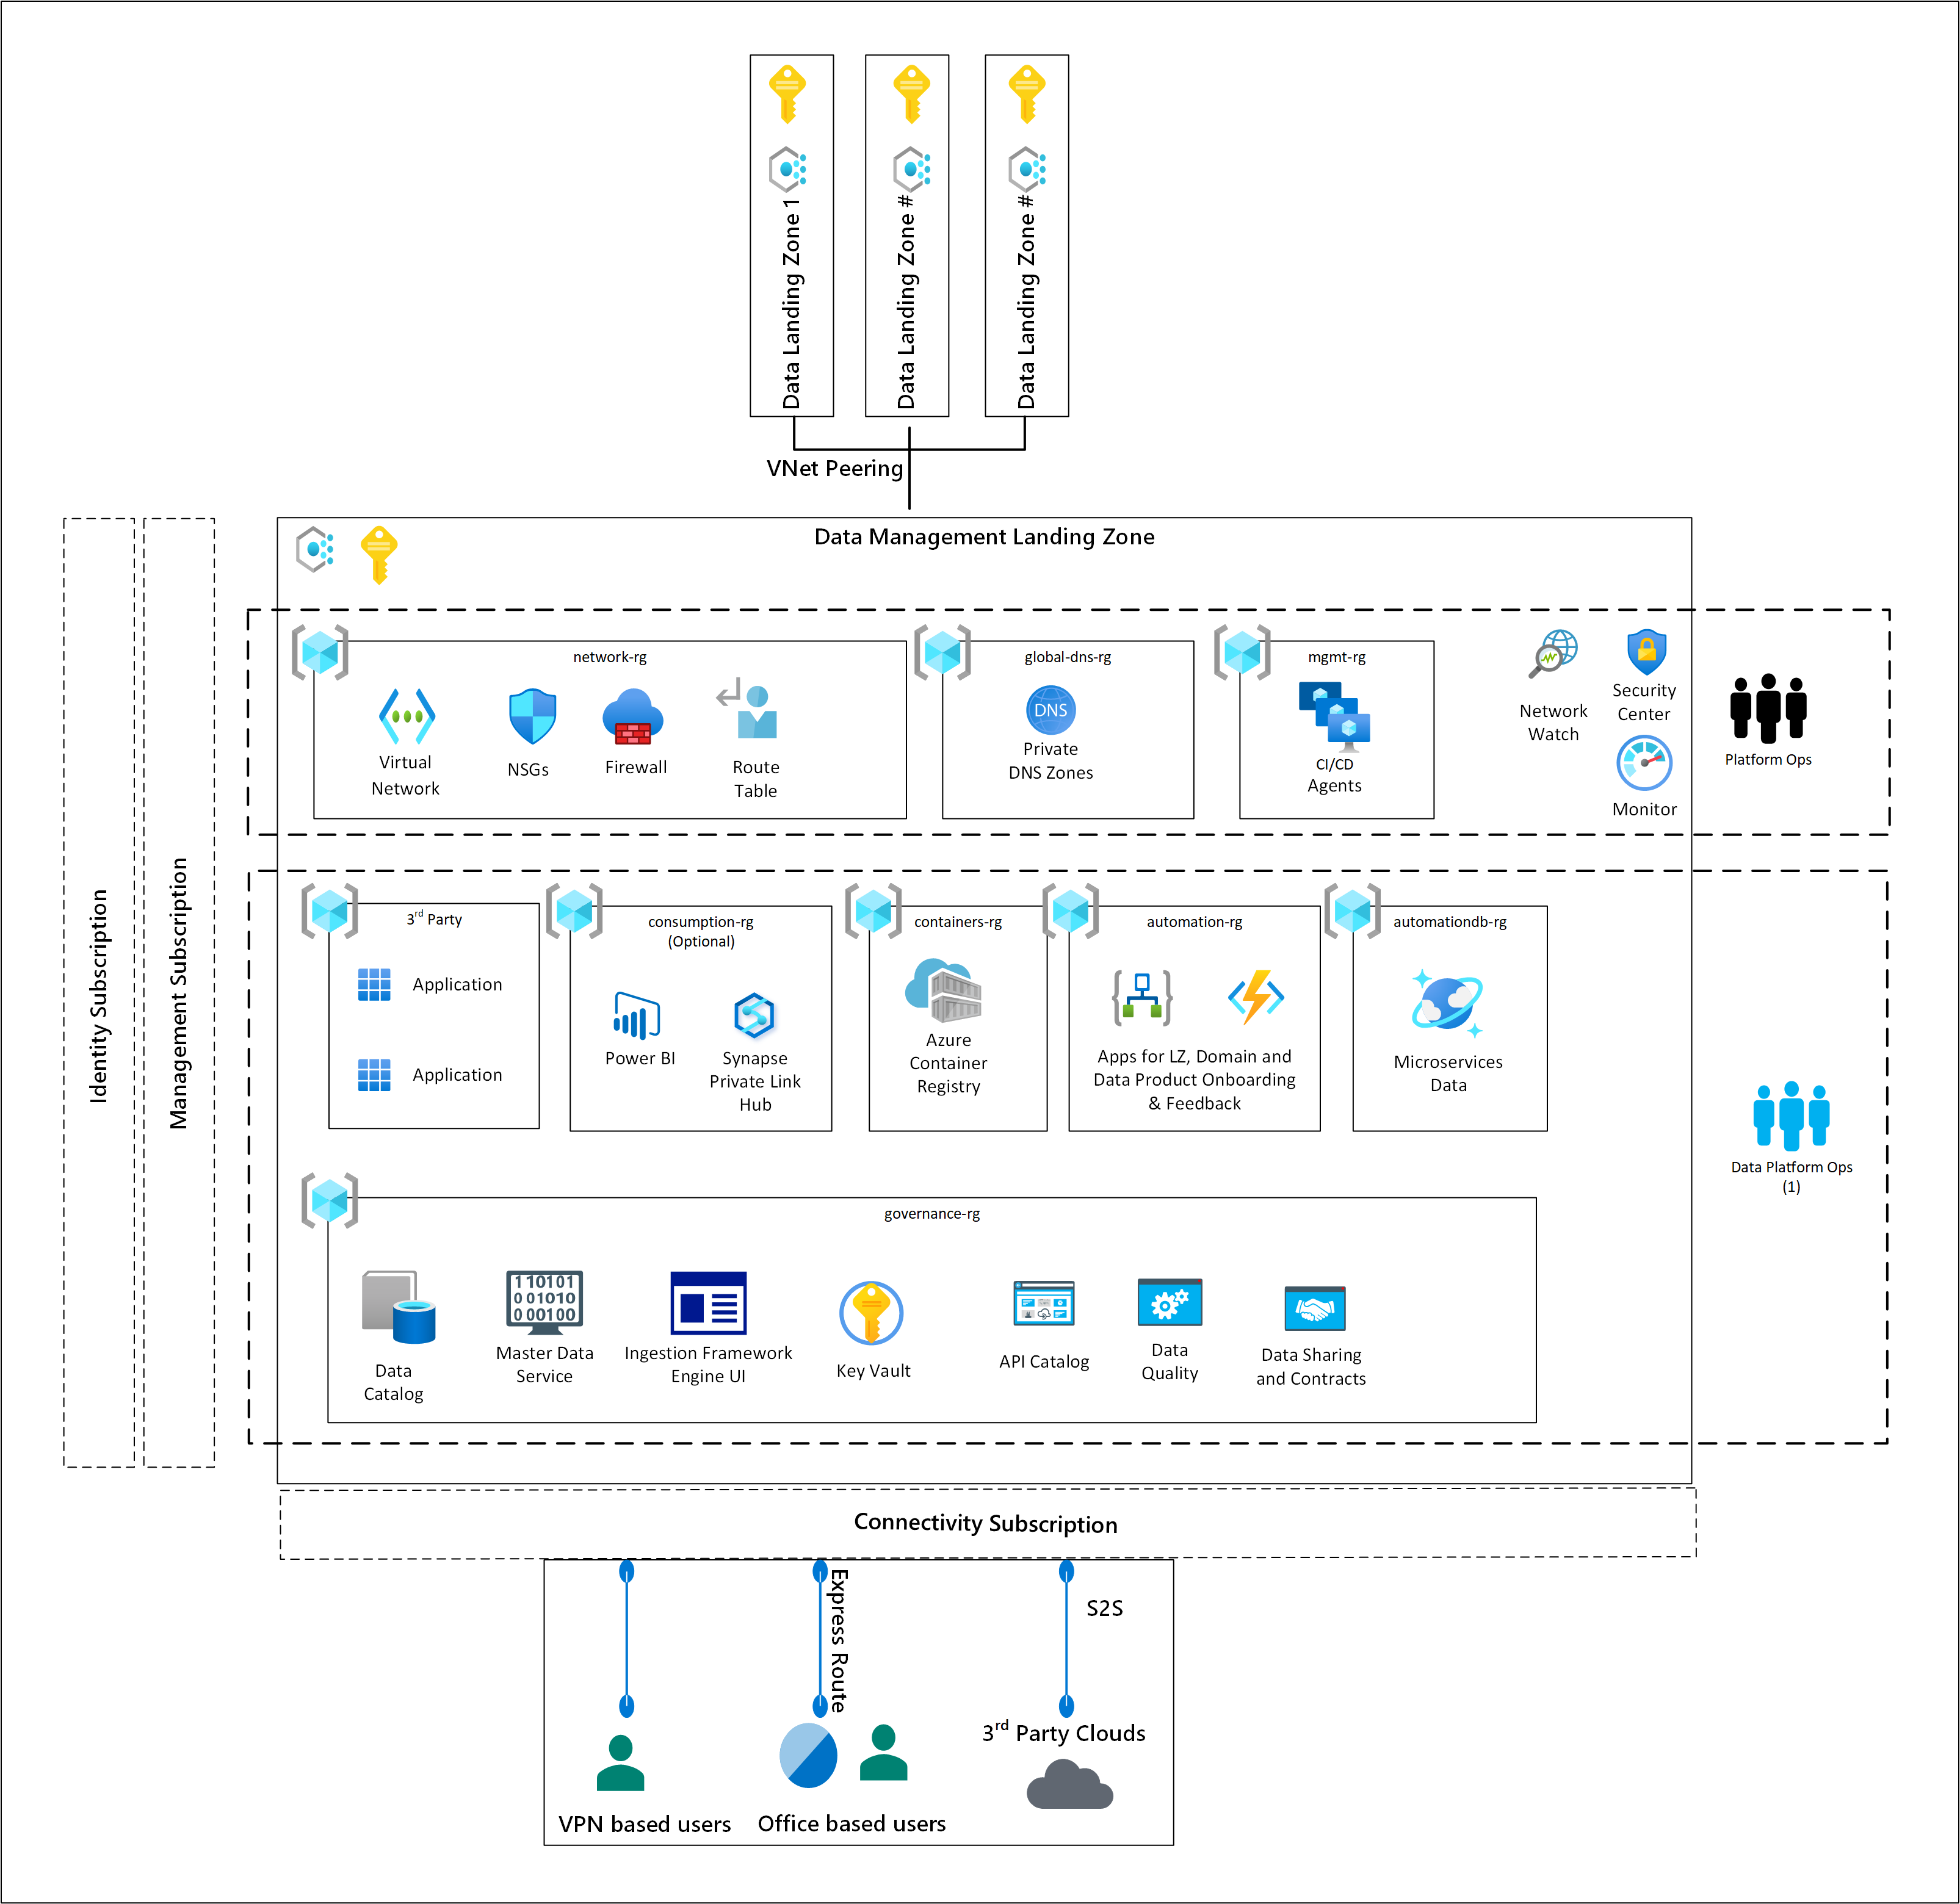 Data Landing Zone 1
Data Landing Zone #
Data Landing Zone #
VNet Peering
Identity Subscription
Management Subscription
Data Management Landing Zone
network-rg
Virtual
Network
NSGs
Firewall
Route
Table
global-dns-rg
DNS
Private
DNS Zones
mgmt-rg
CI/CD
Agents
Network
Watch
Security
Center
Monitor
Platform Ops
3rd Party
Application
Application
consumption-rg
(Optional)
Power BI
Synapse
Private Link
Hub
containers-rg
Azure
Container
Registry
automation-rg
Apps for LZ, Domain and
Data Product Onboarding
& Feedback
automationdb-rg
Microservices
Data
Data Platform Ops
(1)
governance-rg
Data
Catalog
1 10101
0 01010
0 00100
Master Data
Service
Ingestion Framework
Engine UI
Key Vault
API Catalog
Data
Quality
Data Sharing
and Contracts
Connectivity Subscription
Express Route
S2S
3rd Party Clouds
VPN based users
Office based users